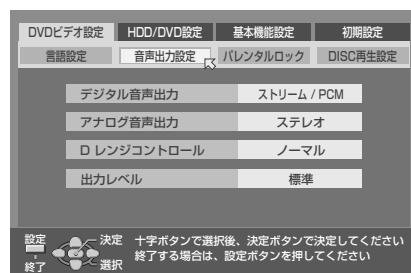 DVDビデオ設定 HDD/DVD設定 基本機能設定 初期設定
言語設定 音声出力設定 パレンタルロック DISC再生設定
デジタル音声出力 ストリーム / PCM
アナログ音声出力 ステレオ
D レンジコントロール ノーマル
出力レベル 標準
設定 決定 十字ボタンで選択後、決定ボタンで決定してください
終了 選択 終了する場合は、設定ボタンを押してください